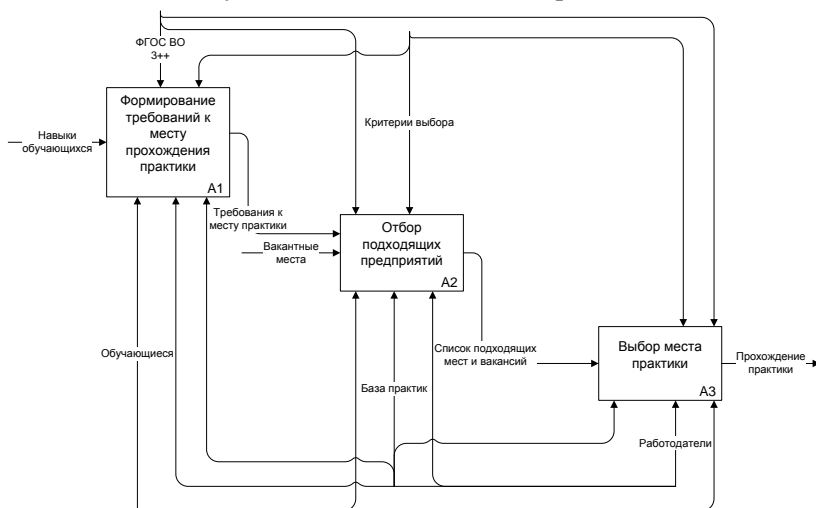 ФГОС ВО
3++
Формирование
требований к
месту
прохождения
практики
A1
Навыки
обучающихся
Критерии выбора
Требования к
месту практики
Вакантные
места
Отбор
подходящих
предприятий
A2
Обучающиеся
База практик
Список подходящих
мест и вакансий
Выбор места
практики
A3
Прохождение
практики
Работодатели